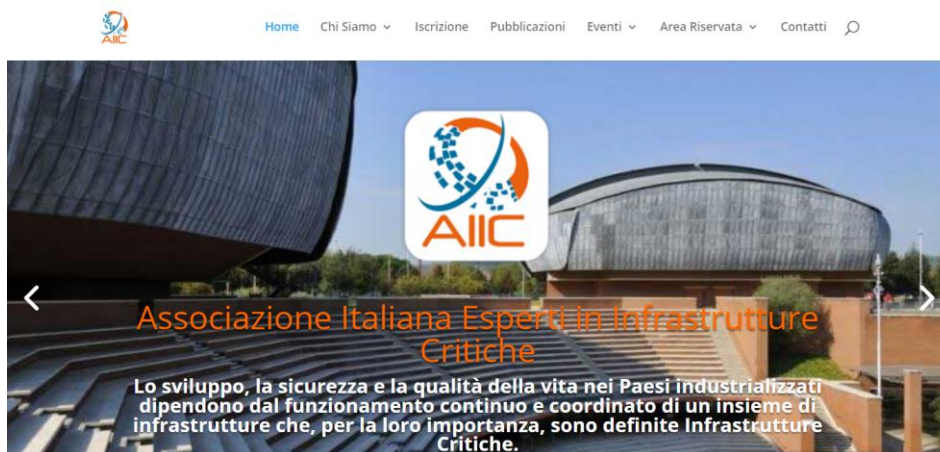 AIIC
Home Chi Siamo Iscrizione Pubblicazioni Eventi Area Riservata Contatti
AIIC
Associazione Italiana Esperti in Infrastrutture
Critiche
Lo sviluppo, la sicurezza e la qualità della vita nei Paesi industrializzati
dipendono dal funzionamento continuo e coordinato di un insieme di
infrastrutture che, per la loro importanza, sono definite Infrastrutture
Critiche.